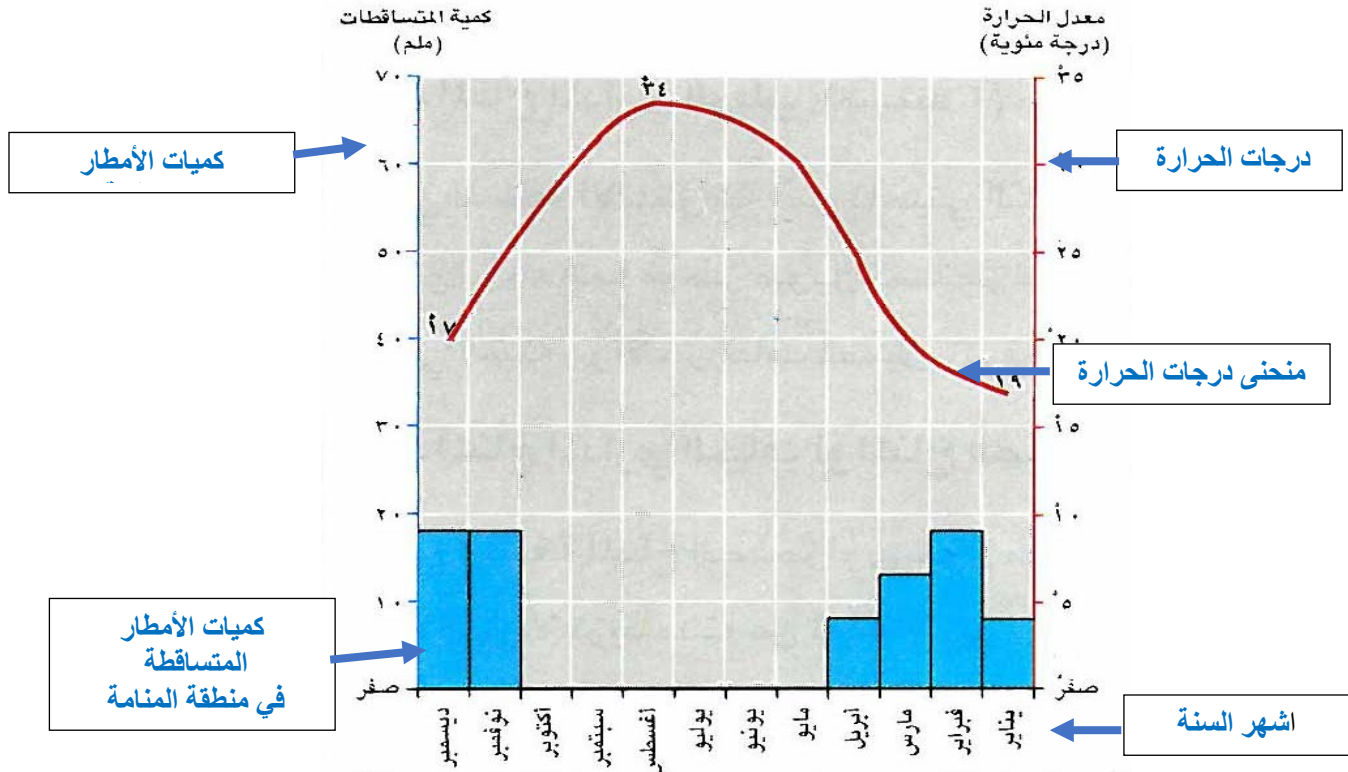 معدل الحرارة
(درجة مئوية)
كمية المتساقطات
(ملم)
٣٥
٢٥
٢٠
١٥
١٠
٥
صفر
٧٠
٦٠
٥٠
٤٠
٣٠
٢٠
١٠
صفر
٣٤
١٧
١٩
درجات الحرارة
منحنى درجات الحرارة
اشهر السنة
كميات الأمطار
كميات الأمطار
المتساقطة
في منطقة المنامة
يناير
فبراير
مارس
أبريل
مايو
يونيو
يوليو
أغسطس
سبتمبر
أكتوبر
نوفمبر
ديسمبر